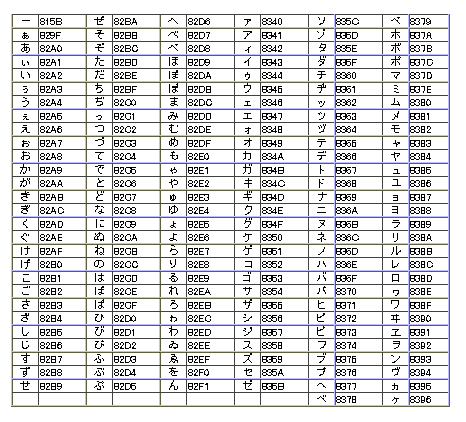 ー 815B ぜ 82BA へ 82D6 ァ 8340 ソ 835C ペ 8379
ぁ 829F そ 82BB べ 82D7 ア 8341 ゾ 835D ホ 837A
あ 82A0 ぞ 82BC ぺ 82D8 ィ 8342 タ 835E ボ 837B
ぃ 82A1 た 82BD ほ 82D9 イ 8343 ダ 835F ポ 837C
い 82A2 だ 82BE ぼ 82DA ゥ 8344 チ 8360 マ 837D
ぅ 82A3 ち 82BF ぽ 82DB ウ 8345 ヂ 8361 ミ 837E
う 82A4 ぢ 82C0 ま 82DC ェ 8346 ッ 8362 ム 8380
ぇ 82A5 っ 82C1 み 82DD エ 8347 ツ 8363 メ 8381
え 82A6 つ 82C2 む 82DE ォ 8348 ヅ 8364 モ 8382
ぉ 82A7 づ 82C3 め 82DF オ 8349 テ 8365 ャ 8383
お 82A8 て 82C4 も 82E0 カ 834A デ 8366 ヤ 8384
か 82A9 で 82C5 ゃ 82E1 ガ 834B ト 8367 ュ 8385
が 82AA と 82C6 や 82E2 キ 834C ド 8368 ユ 8386
き 82AB ど 82C7 ゅ 82E3 ギ 834D ナ 8369 ョ 8387
ぎ 82AC な 82C8 ゆ 82E4 ク 834E ニ 836A ヨ 8388
く 82AD に 82C9 ょ 82E5 グ 834F ヌ 836B ラ 8389
ぐ 82AE ぬ 82CA よ 82E6 ケ 8350 ネ 836C リ 838A
け 82AF ね 82CB ら 82E7 ゲ 8351 ノ 836D ル 838B
げ 82B0 の 82CC り 82E8 コ 8352 ハ 836E レ 838C
こ 82B1 は 82CD る 82E9 ゴ 8353 バ 836F ロ 838D
ご 82B2 ば 82CE れ 82EA サ 8354 パ 8370 ヮ 838E
さ 82B3 ぱ 82CF ろ 82EB ザ 8355 ヒ 8371 ワ 838F
ざ 82B4 ひ 82D0 ゎ 82EC シ 8356 ビ 8372 ヰ 8390
し 82B5 び 82D1 わ 82ED ジ 8357 ピ 8373 ヱ 8391
じ 82B6 ぴ 82D2 ゐ 82EE ス 8358 フ 8374 ヲ 8392
す 82B7 ふ 82D3 ゑ 82EF ズ 8359 ブ 8375 ン 8393
ず 82B8 ぶ 82D4 を 82F0 セ 835A プ 8376 ヴ 8394
せ 82B9 ぷ 82D5 ん 82F1 ゼ 835B ヘ 8377 ヵ 8395
ベ 8378 ヶ 8396